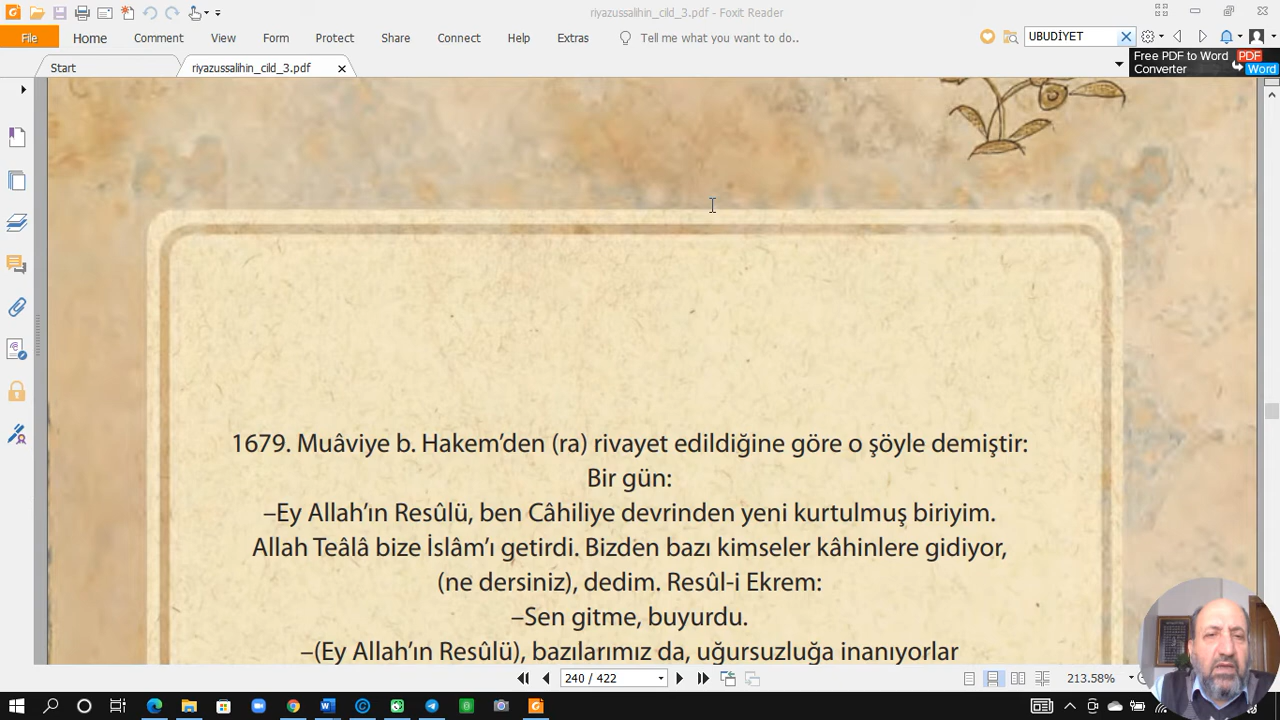 riyazussalihin_cild_3.pdf - Foxit Reader
File Home Comment View Form Protect Share Connect Help Extras Tell me what you want to do.. UBUDİYET
Start riyazussalihin_cild_3.pdf
Free PDF to Word PDF
Converter Word
1679. Muâviye b. Hakem’den (ra) rivayet edildiğine göre o şöyle demiştir:
Bir gün:
–Ey Allah’ın Resûlü, ben Câhiliye devrinden yeni kurtulmuş biriyim.
Allah Teâlâ bize İslâm’ı getirdi. Bizden bazı kimseler kâhinlere gidiyor,
(ne dersiniz), dedim. Resûl-i Ekrem:
–Sen gitme, buyurdu.
–(Ey Allah’ın Resûlü), bazılarımız da, uğursuzluğa inanıyorlar
240 / 422 213.58%